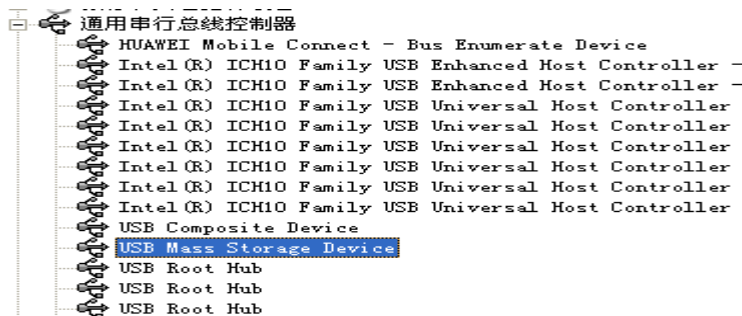 通用串行总线控制器
HUAWEI Mobile Connect - Bus Enumerate Device
Intel(R) ICH10 Family USB Enhanced Host Controller -
Intel(R) ICH10 Family USB Enhanced Host Controller -
Intel(R) ICH10 Family USB Universal Host Controller
Intel(R) ICH10 Family USB Universal Host Controller
Intel(R) ICH10 Family USB Universal Host Controller
Intel(R) ICH10 Family USB Universal Host Controller
Intel(R) ICH10 Family USB Universal Host Controller
Intel(R) ICH10 Family USB Universal Host Controller
USB Composite Device
USB Mass Storage Device
USB Root Hub
USB Root Hub
USB Root Hub